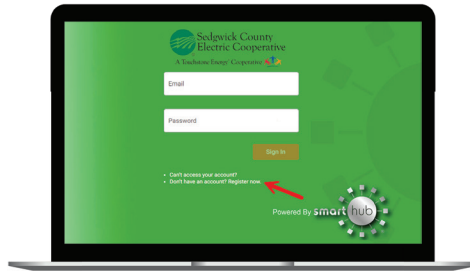 Sedgwick County
Electric Cooperative
A Touchstone Energy® Cooperative
Email
Password
Sign In
• Can't access your account?
• Don't have an account? Register now.
Powered By smart hub